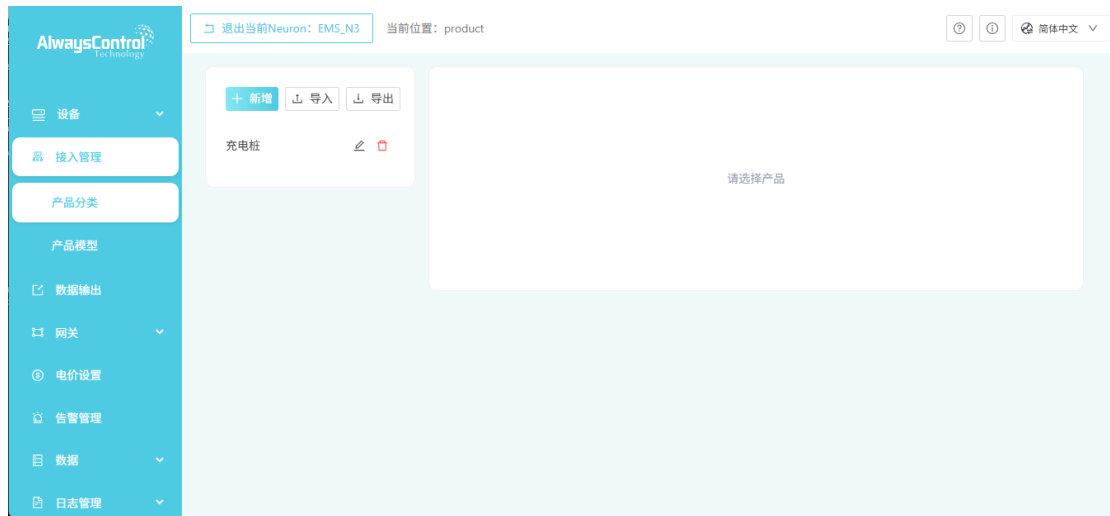 AlwaysControl
Technology
退出当前Neuron：EMS_N3
当前位置：product
简体中文
设备
接入管理
产品分类
产品模型
数据输出
网关
电价设置
告警管理
数据
日志管理
新增
导入
导出
充电桩
请选择产品